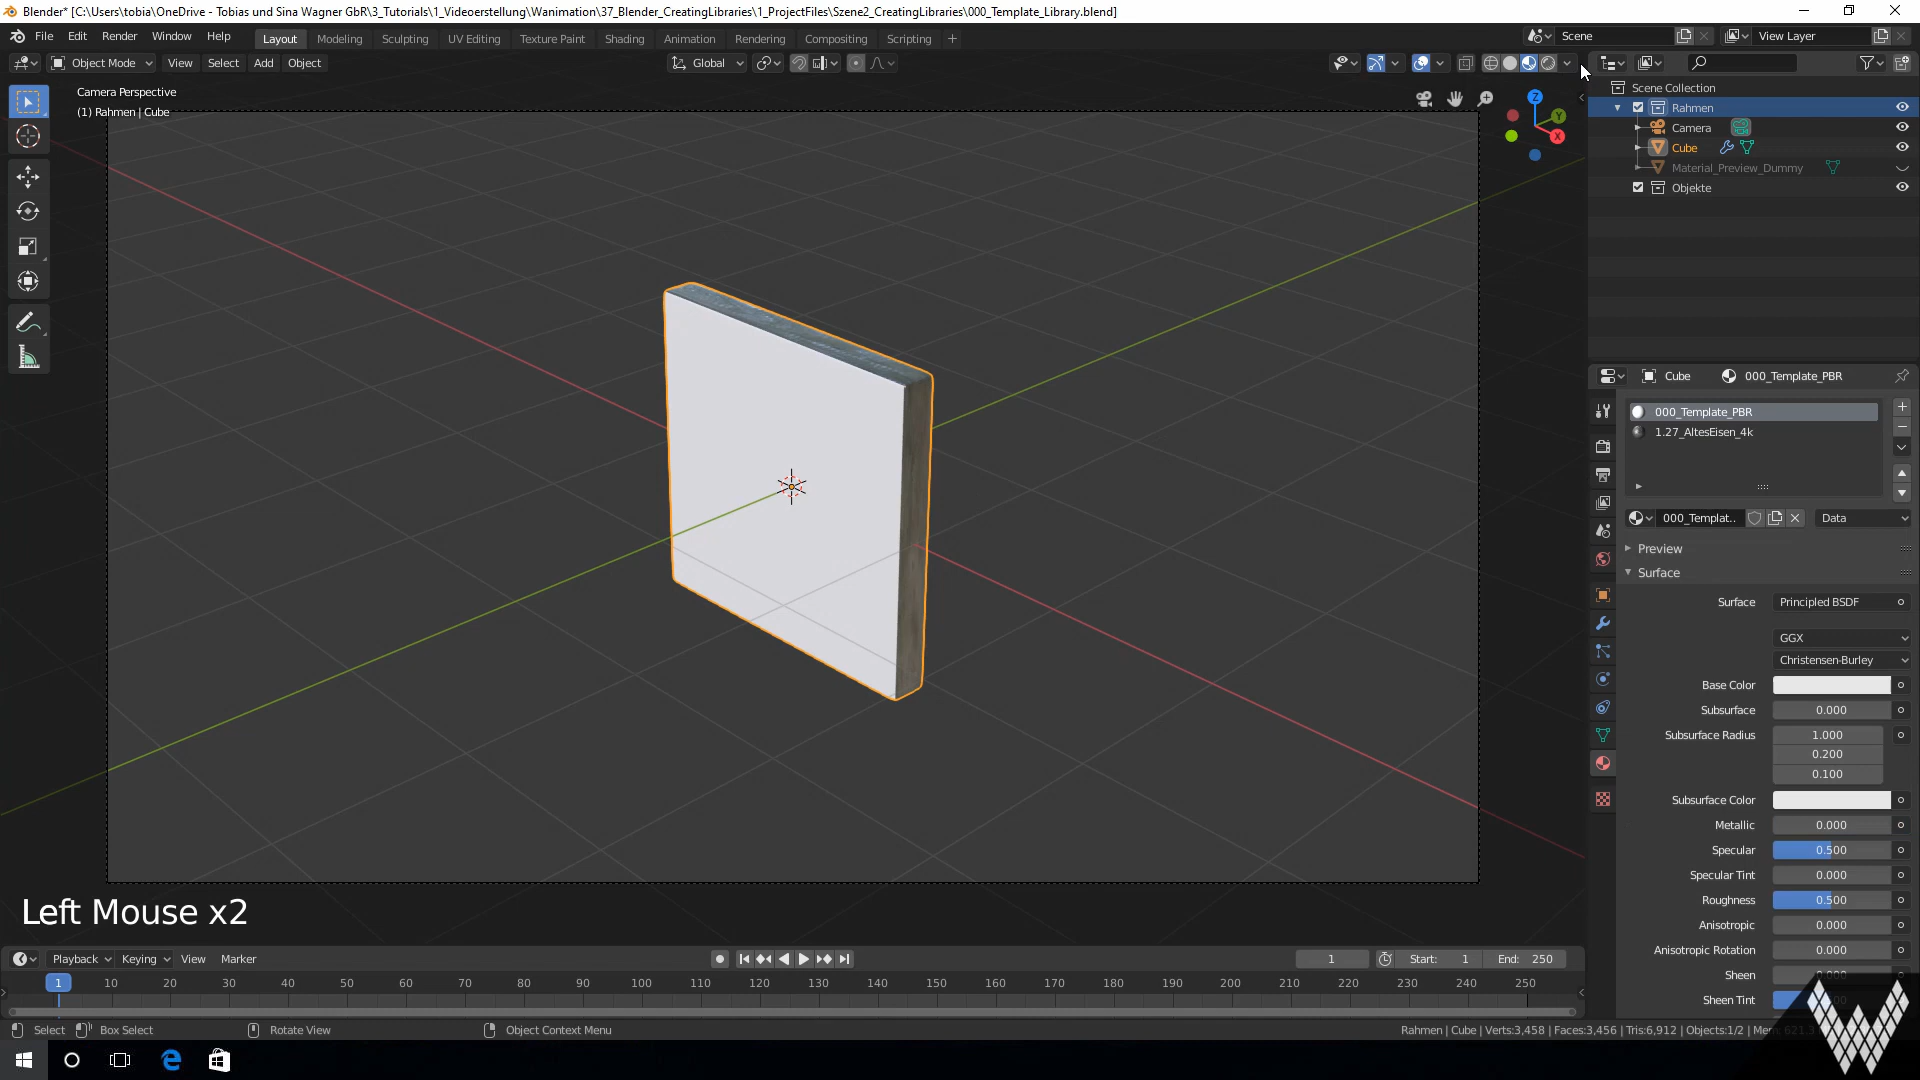 Blender* [C:\Users\tobia\OneDrive - Tobias und Sina Wagner GbR\3_Tutorials\1_Videoerstellung\Wanimation\37_Blender_CreatingLibraries\1_ProjectFiles\Szene2_CreatingLibraries\000_Template_Library.blend]
File Edit Render Window Help Layout Modeling Sculpting UV Editing Texture Paint Shading Animation Rendering Compositing Scripting + Scene View Layer
Object Mode View Select Add Object Global
Camera Perspective
(1) Rahmen | Cube
Z
Y
X
Scene Collection
Rahmen
Camera
Cube
Material_Preview_Dummy
Objekte
Cube 000_Template_PBR
000_Template_PBR
1.27_AltesEisen_4k
000_Templat.. Data
Preview
Surface
Surface Principled BSDF
GGX
Christensen-Burley
Base Color
Subsurface 0.000
Subsurface Radius 1.000
0.200
0.100
Subsurface Color
Metallic 0.000
Specular 0.500
Specular Tint 0.000
Roughness 0.500
Anisotropic 0.000
Anisotropic Rotation 0.000
Sheen 0.000
Sheen Tint
Left Mouse x2
Playback Keying View Marker 1 Start: 1 End: 250
1 10 20 30 40 50 60 70 80 90 100 110 120 130 140 150 160 170 180 190 200 210 220 230 240 250
Select Box Select Rotate View Object Context Menu Rahmen | Cube | Verts:3,458 | Faces:3,456 | Tris:6,912 | Objects:1/2 |